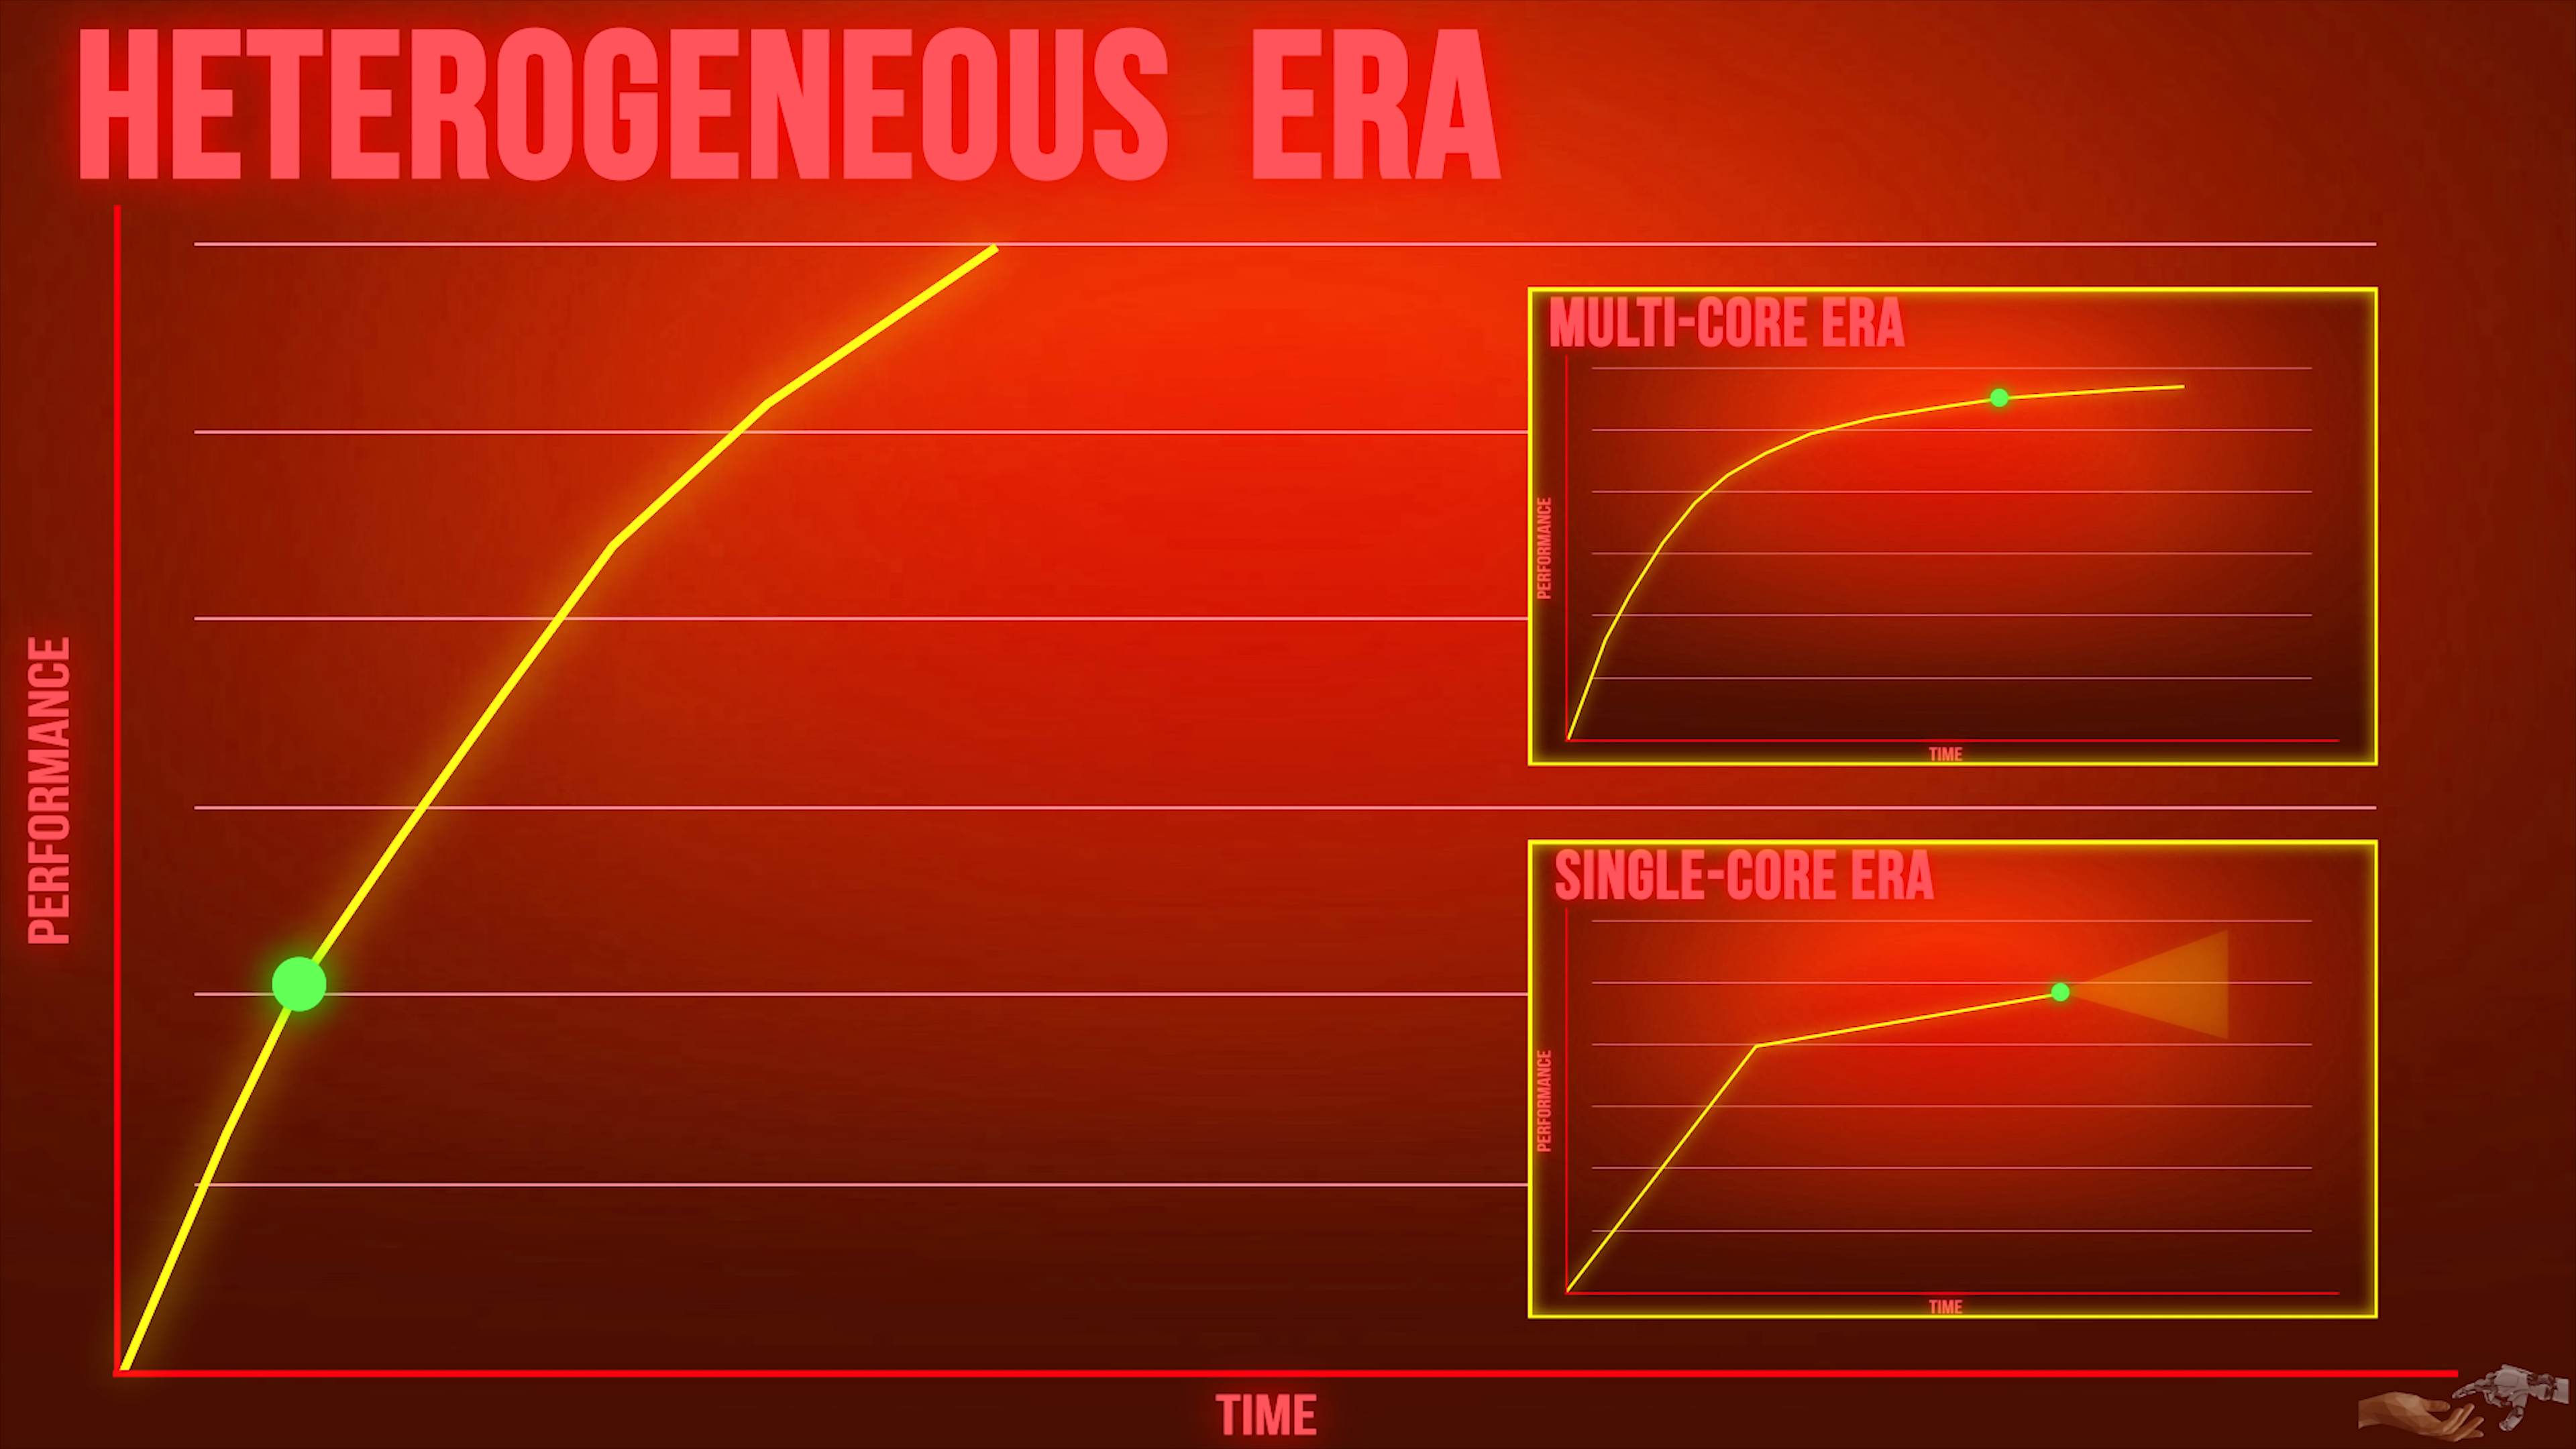 HETEROGENEOUS ERA
PERFORMANCE
TIME
MULTI-CORE ERA
PERFORMANCE
TIME
SINGLE-CORE ERA
PERFORMANCE
TIME